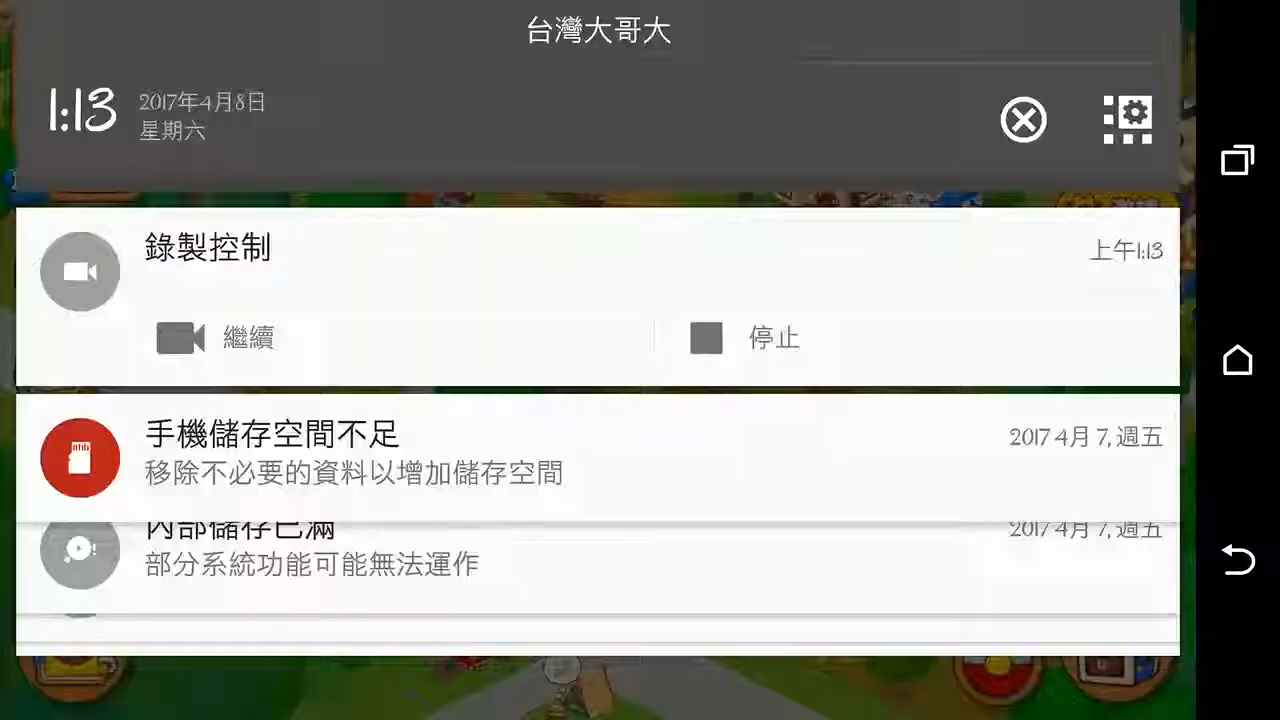 台灣大哥大
1:13
2017年4月8日
星期六
錄製控制
上午1:13
繼續
停止
手機儲存空間不足
2017 4月 7, 週五
移除不必要的資料以增加儲存空間
內部儲存已滿
2017 4月 7, 週五
部分系統功能可能無法運作